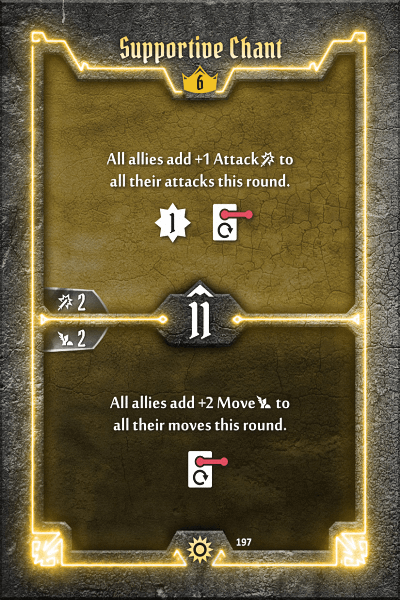 Supportive Chant
6
All allies add +1 Attack to
all their attacks this round.
1
2
11
2
All allies add +2 Move to
all their moves this round.
197